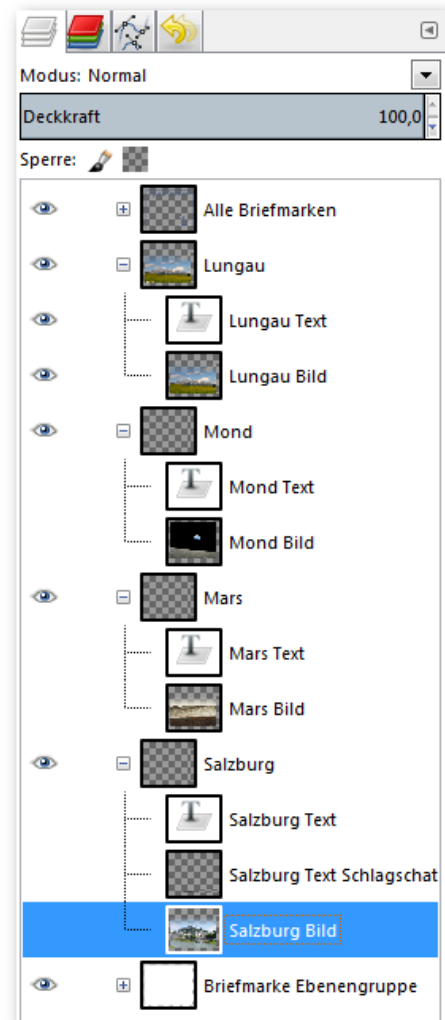 Modus: Normal
Deckkraft 100,0
Sperre:
Alle Briefmarken
Lungau
Lungau Text
Lungau Bild
Mond
Mond Text
Mond Bild
Mars
Mars Text
Mars Bild
Salzburg
Salzburg Text
Salzburg Text Schlagschat
Salzburg Bild
Briefmarke Ebenengruppe